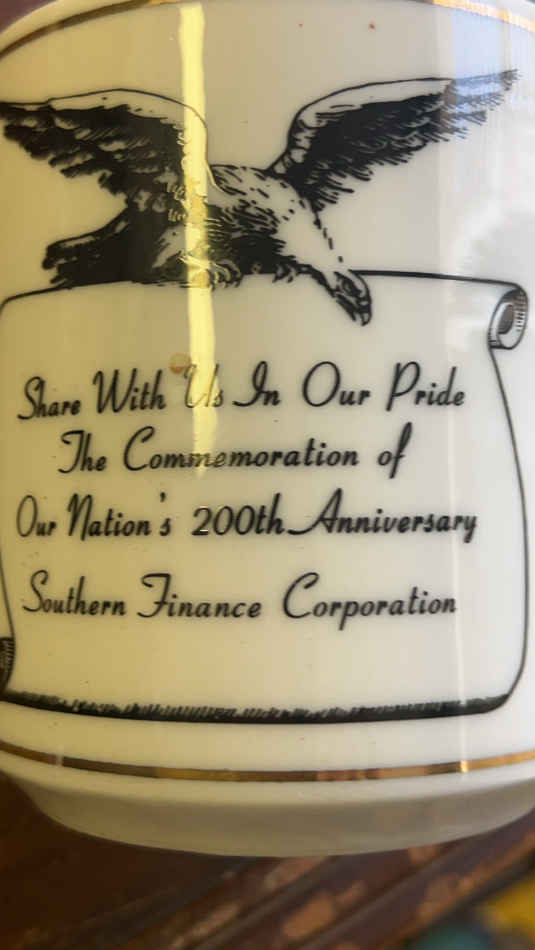 Share With Us In Our Pride
The Commemoration of
Our Nation's 200th Anniversary
Southern Finance Corporation